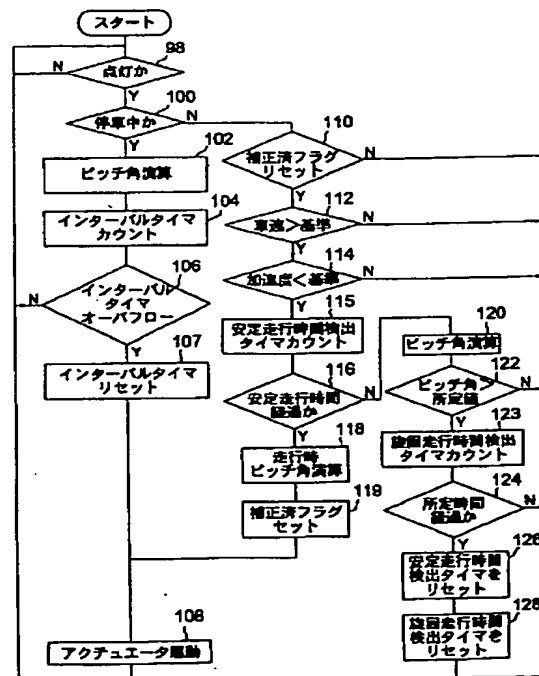 スタート
98
点灯か
N
Y
100
停車中か
N
Y
102
ピッチ角演算
104
インターバルタイマ
カウント
106
インターバル
タイマ
オーバフロー
N
Y
107
インターバルタイマ
リセット
108
アクチュエータ駆動
110
補正済フラグ
リセット
N
Y
112
車速>基準
N
Y
114
加速度<基準
N
Y
115
安定走行時間検出
タイマカウント
116
安定走行時間
経過か
N
Y
118
走行時
ピッチ角演算
119
補正済フラグ
セット
120
ピッチ角演算
122
ピッチ角>
所定値
N
Y
123
旋回走行時間検出
タイマカウント
124
所定時間
経過か
N
Y
126
安定走行時間
検出タイマを
リセット
128
旋回走行時間
検出タイマを
リセット